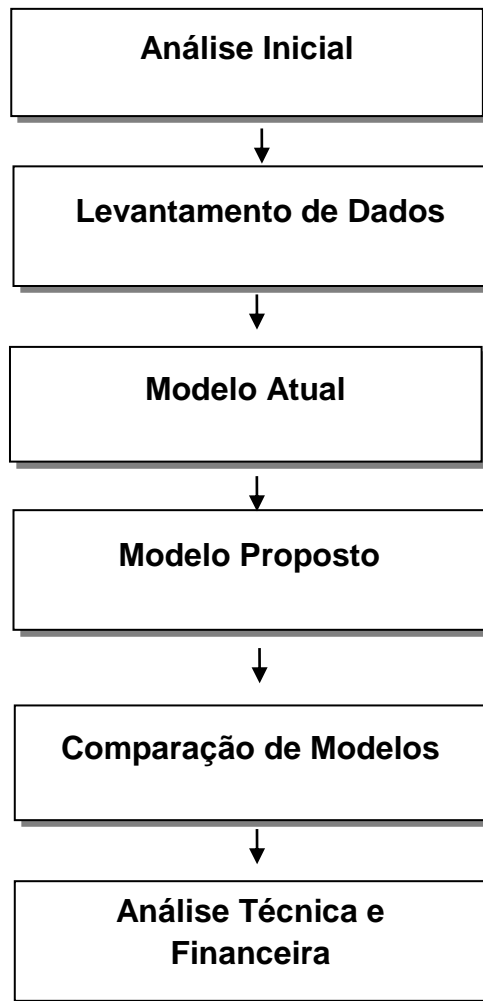 Análise Inicial
Levantamento de Dados
Modelo Atual
Modelo Proposto
Comparação de Modelos
Análise Técnica e
Financeira